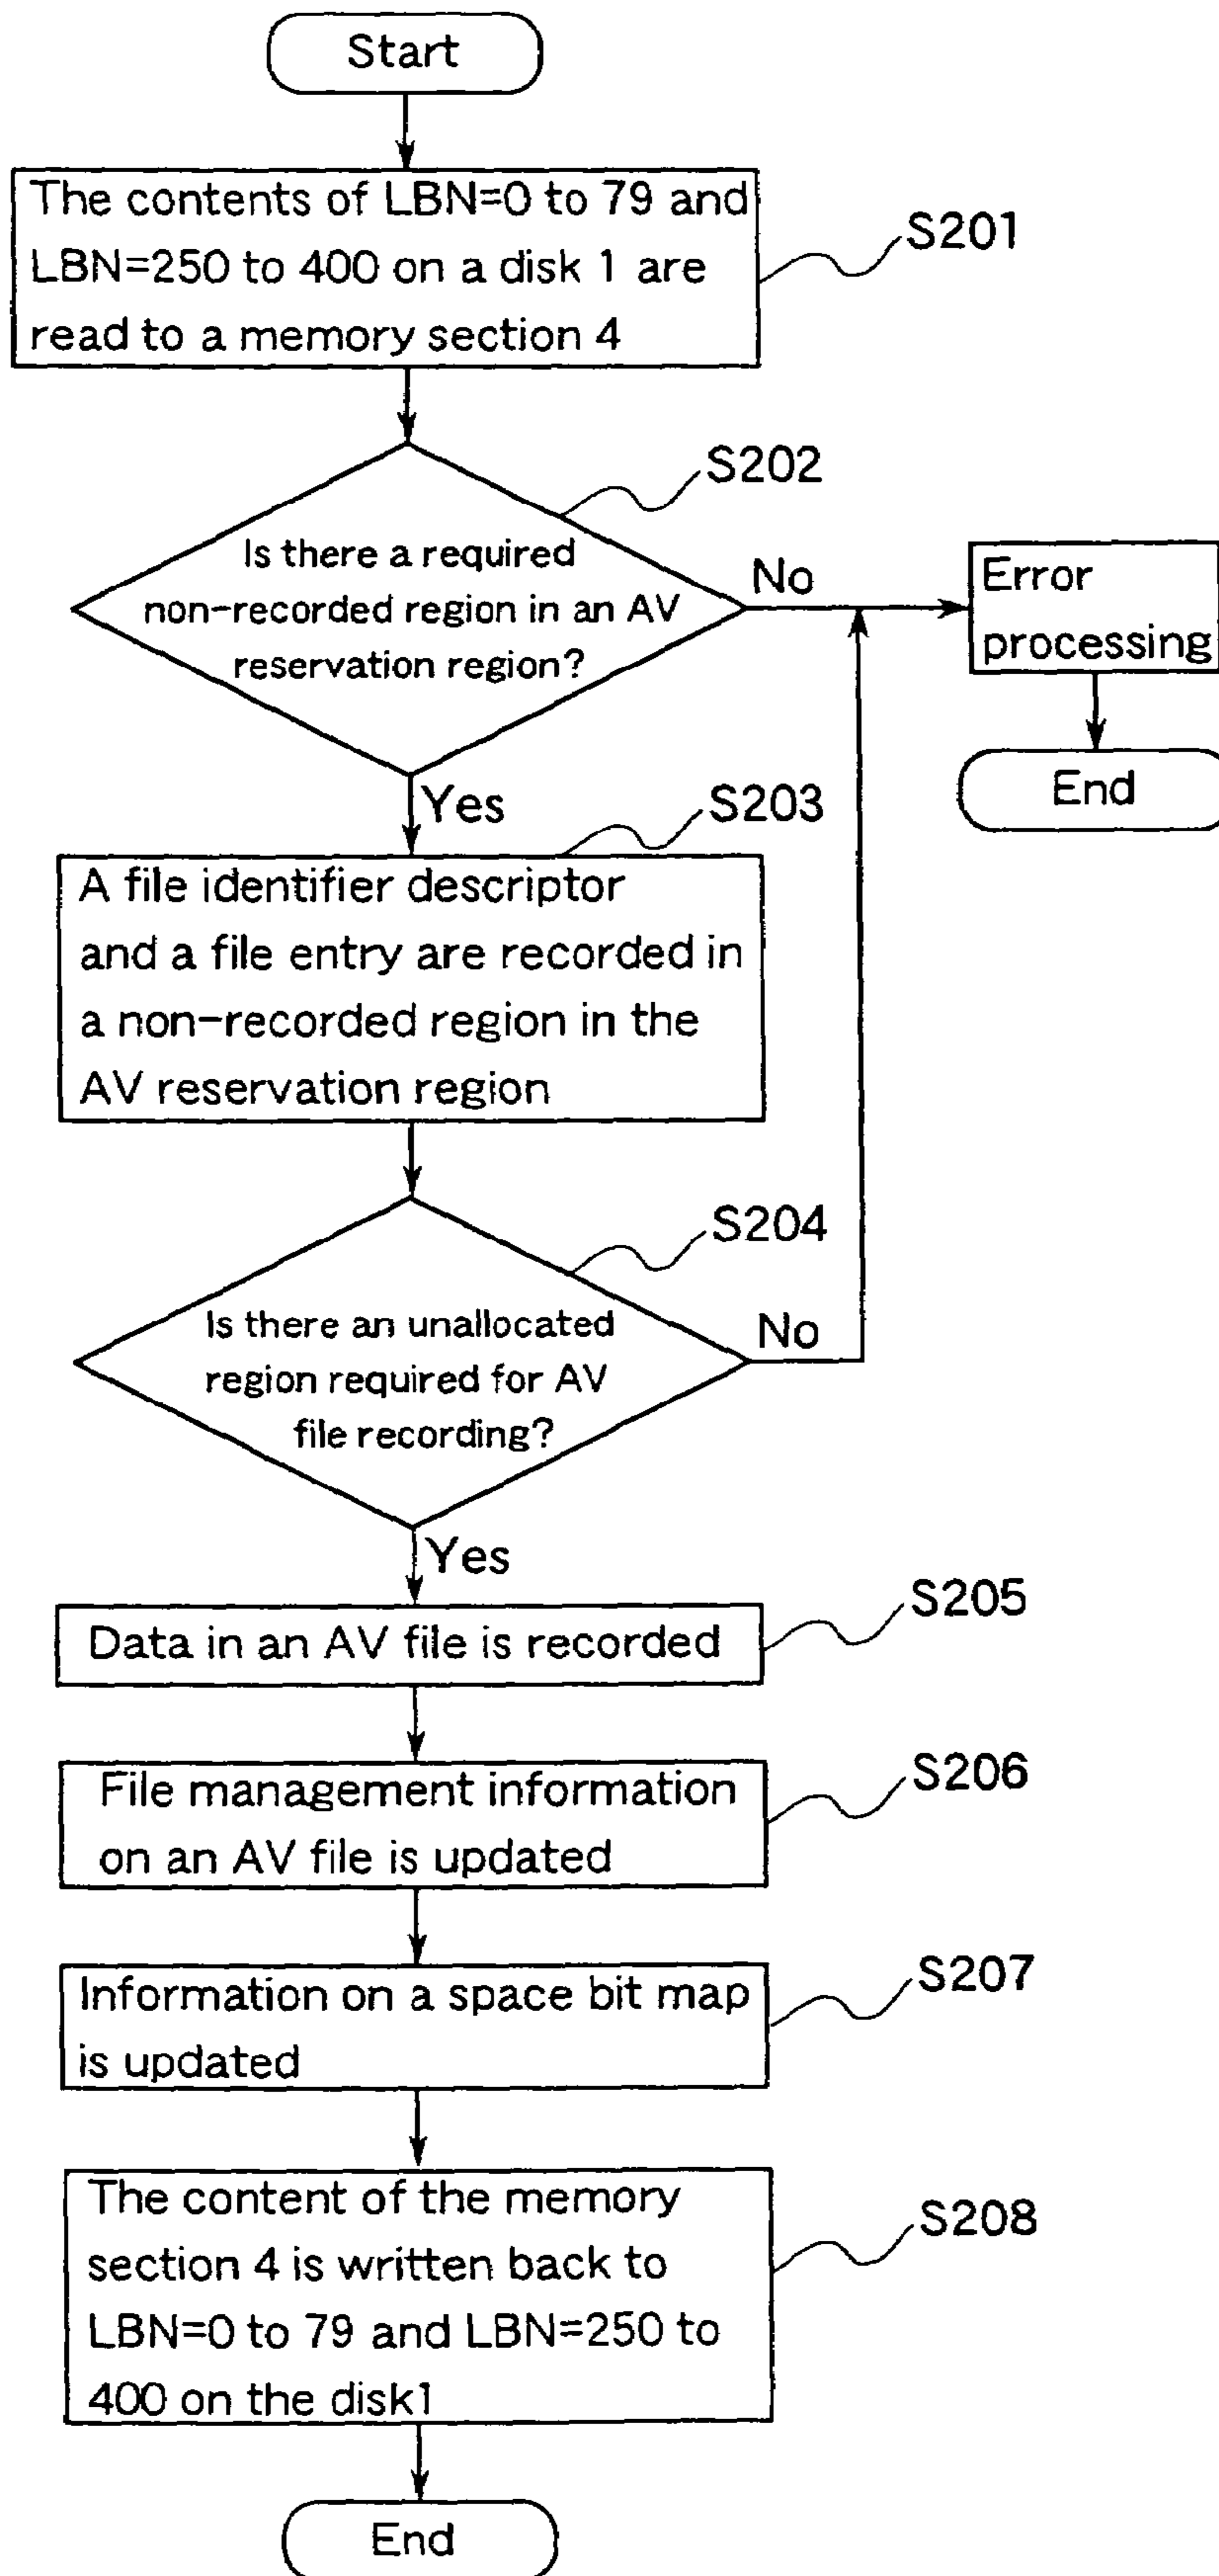 Start
The contents of LBN=0 to 79 and
LBN=250 to 400 on a disk 1 are
read to a memory section 4
S201
S202
Is there a required
non-recorded region in an AV
reservation region?
No
Error
processing
End
Yes
S203
A file identifier descriptor
and a file entry are recorded in
a non-recorded region in the
AV reservation region
S204
Is there an unallocated
region required for AV
file recording?
No
Yes
S205
Data in an AV file is recorded
S206
File management information
on an AV file is updated
S207
Information on a space bit map
is updated
S208
The content of the memory
section 4 is written back to
LBN=0 to 79 and LBN=250 to
400 on the disk1
End